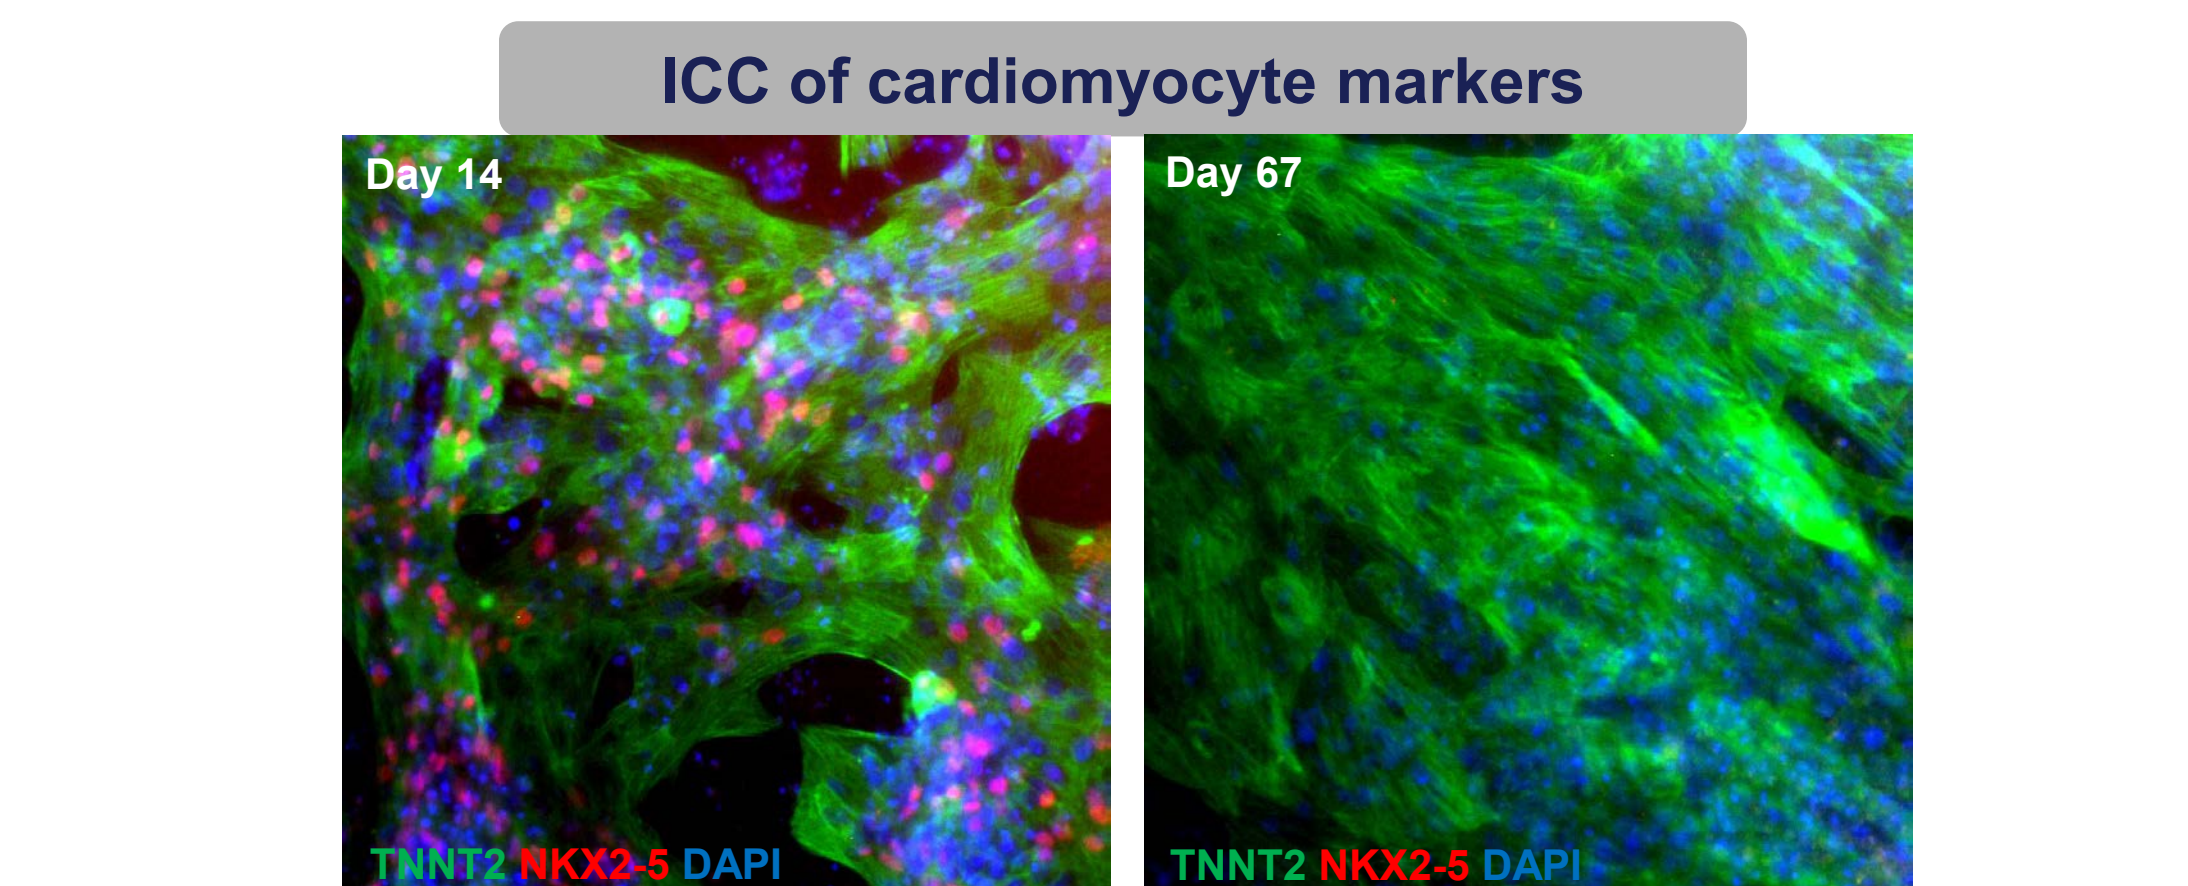 ICC of cardiomyocyte markers
Day 14
Day 67
TNNT2 NKX2-5 DAPI
TNNT2 NKX2-5 DAPI